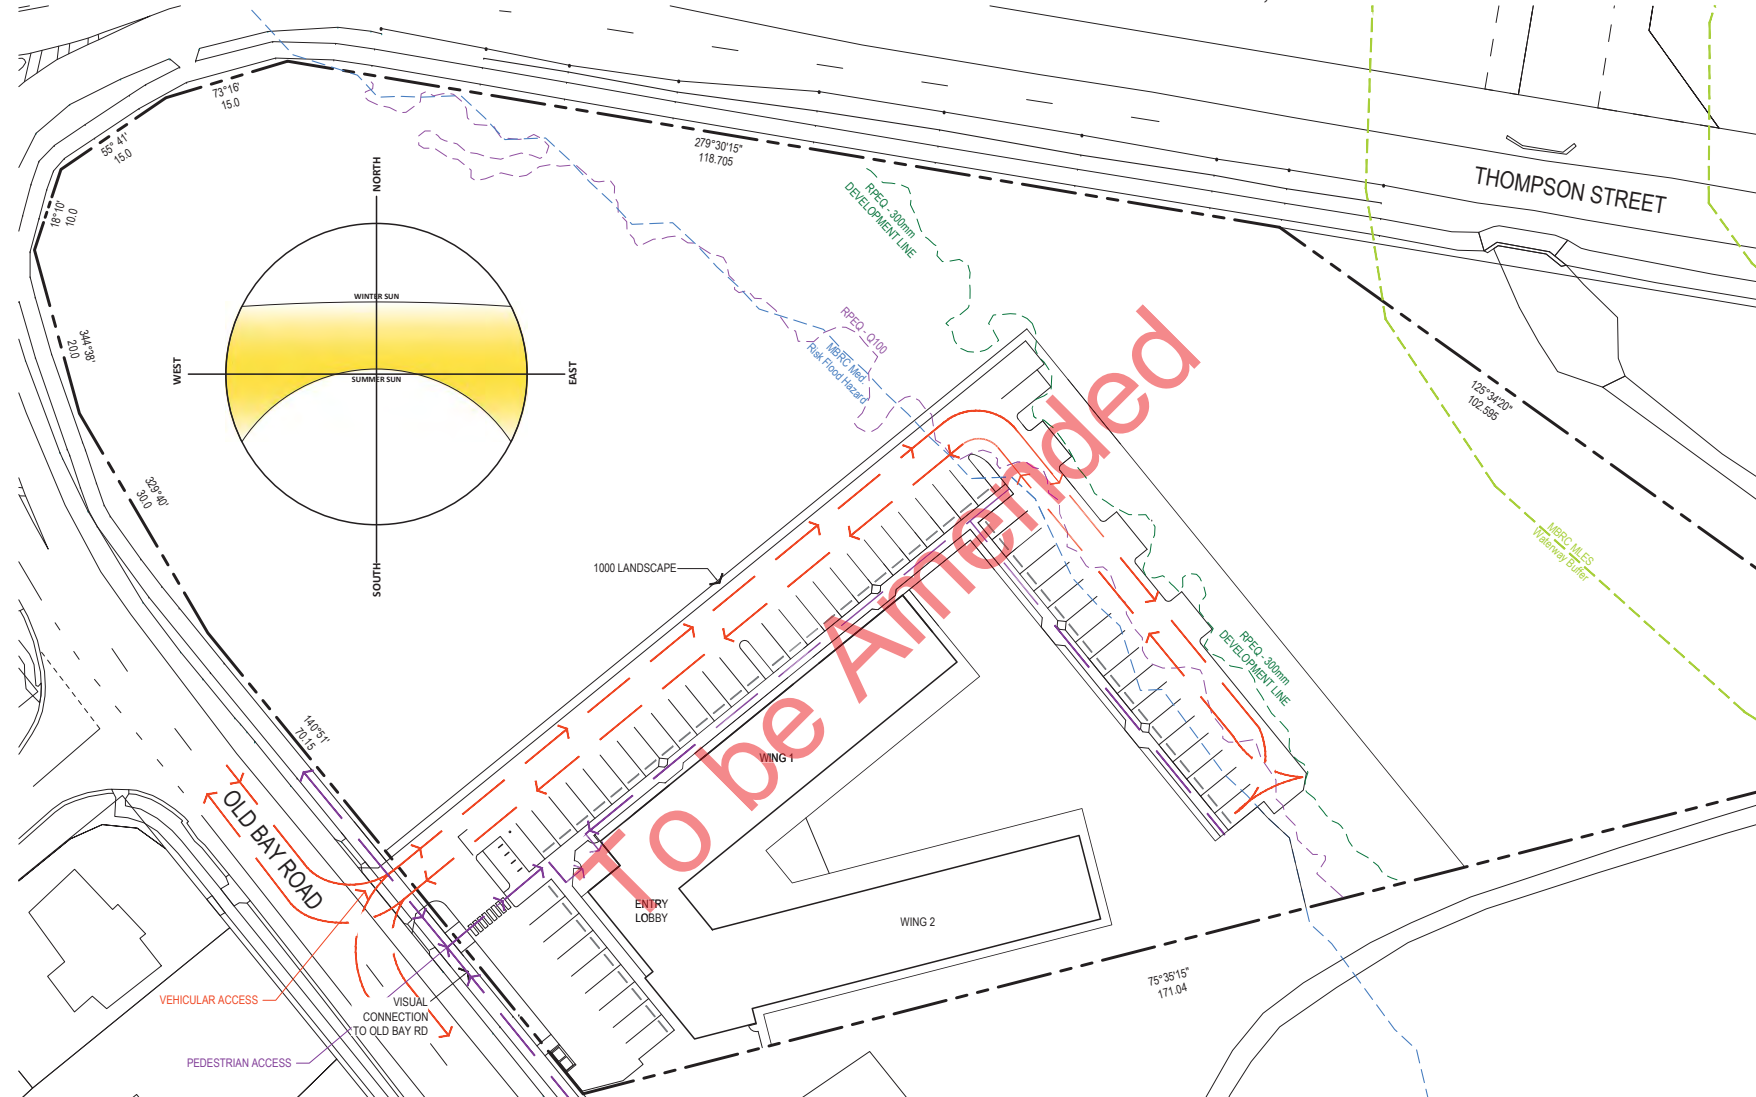 73°16'
15.0
55° 41'
15.0
18°10'
10.0
344°38'
20.0
329°40'
30.0
140°51'
70.15
279°30'15"
118.705
THOMPSON STREET
125°34'20"
102.595
75°35'15"
171.04
NORTH
WINTER SUN
WEST
EAST
SUMMER SUN
SOUTH
RPEQ - 300mm
DEVELOPMENT LINE
RPEQ - Q100
MBRC Med.
Risk Flood Hazard
MBRC MLES
Waterway Buffer
1000 LANDSCAPE
RPEQ - 300mm
DEVELOPMENT LINE
To be Amended
WING 1
ENTRY
LOBBY
WING 2
OLD BAY ROAD
VEHICULAR ACCESS
VISUAL
CONNECTION
TO OLD BAY RD
PEDESTRIAN ACCESS